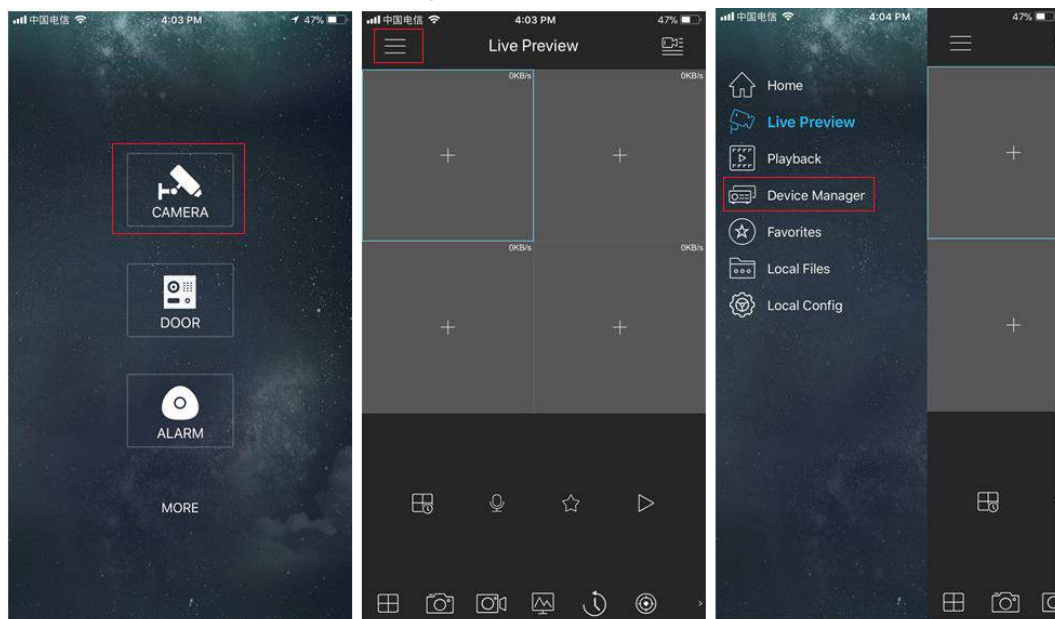 中国电信 4:03 PM 47%
CAMERA
DOOR
ALARM
MORE
中国电信 4:03 PM 47%
Live Preview
0KB/s 0KB/s
0KB/s 0KB/s
中国电信 4:04 PM 47%
Home
Live Preview
Playback
Device Manager
Favorites
Local Files
Local Config